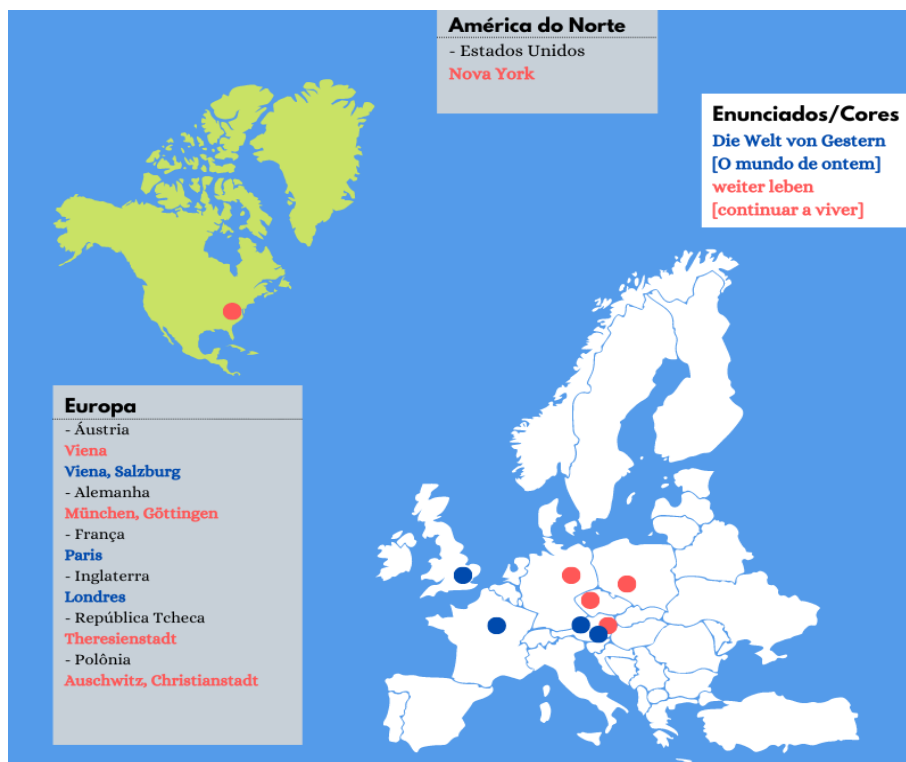 América do Norte
- Estados Unidos
Nova York
Enunciados/Cores
Die Welt von Gestern
[O mundo de ontem]
weiter leben
[continuar a viver]
Europa
- Áustria
Viena
Viena, Salzburg
- Alemanha
München, Göttingen
- França
Paris
- Inglaterra
Londres
- República Tcheca
Theresienstadt
- Polônia
Auschwitz, Christianstadt